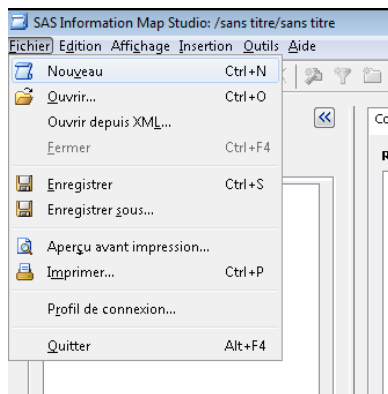 SAS Information Map Studio: /sans titre/sans titre
Fichier Edition Affichage Insertion Outils Aide
Nouveau Ctrl+N
Ouvrir... Ctrl+O
Ouvrir depuis XML...
Fermer Ctrl+F4
Enregistrer Ctrl+S
Enregistrer sous...
Aperçu avant impression...
Imprimer... Ctrl+P
Profil de connexion...
Quitter Alt+F4